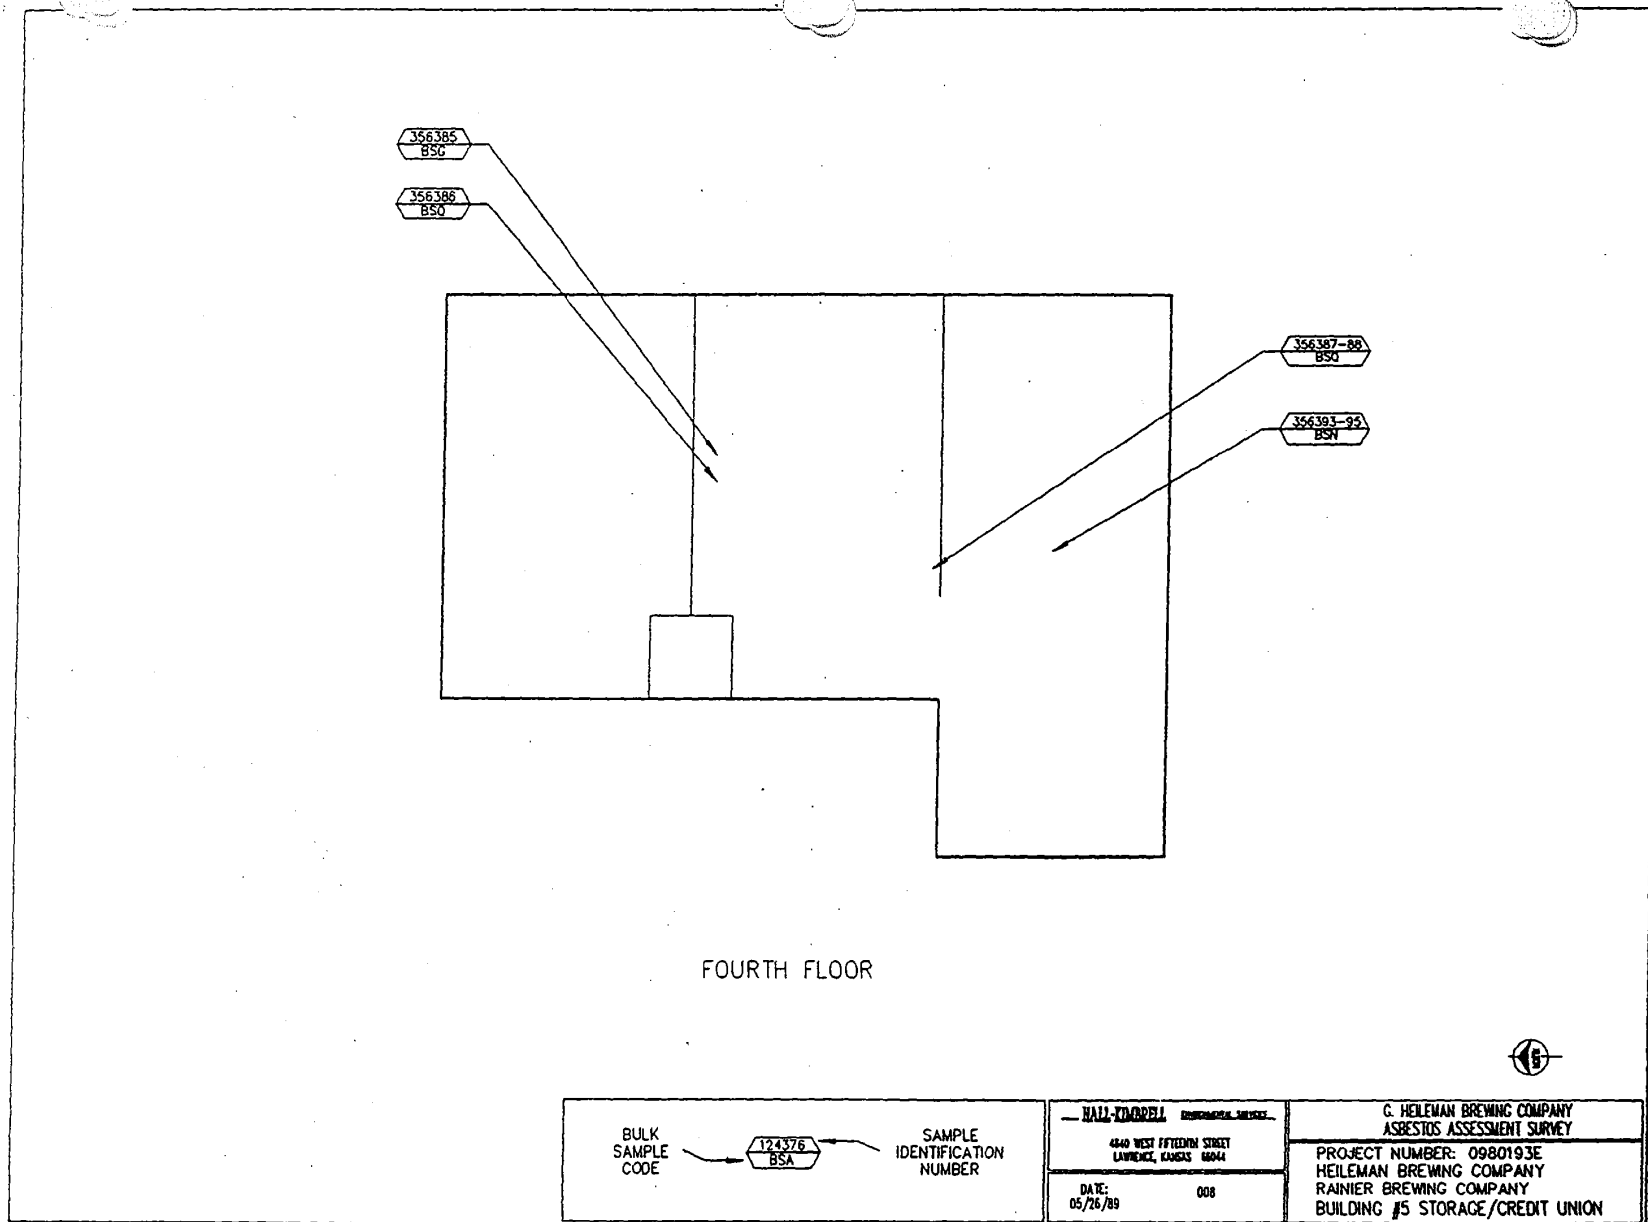 356385
BSG
356386
BSQ
356387-88
BSQ
356393-95
BSN
FOURTH FLOOR
BULK
SAMPLE
CODE
124376
BSA
SAMPLE
IDENTIFICATION
NUMBER
HALL-KIMBRELL ENVIRONMENTAL SERVICES
4840 WEST FIFTEENTH STREET
LAWRENCE, KANSAS 66044
DATE:
05/26/89
008
G. HEILEMAN BREWING COMPANY
ASBESTOS ASSESSMENT SURVEY
PROJECT NUMBER: 0980193E
HEILEMAN BREWING COMPANY
RAINIER BREWING COMPANY
BUILDING #5 STORAGE/CREDIT UNION